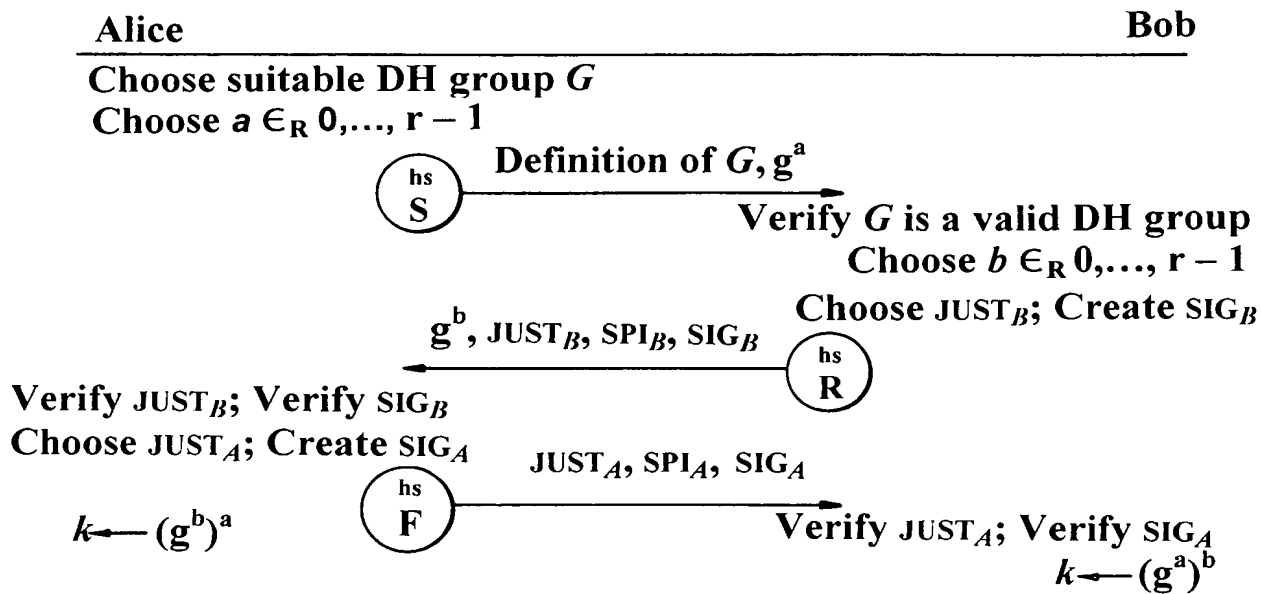 Alice
Bob
Choose suitable DH group G
Choose a ∈R 0,..., r − 1
Definition of G, g^a
hs
S
Verify G is a valid DH group
Choose b ∈R 0,..., r − 1
Choose JUST_B; Create SIG_B
g^b, JUST_B, SPI_B, SIG_B
hs
R
Verify JUST_B; Verify SIG_B
Choose JUST_A; Create SIG_A
JUST_A, SPI_A, SIG_A
hs
F
k ← (g^b)^a
Verify JUST_A; Verify SIG_A
k ← (g^a)^b